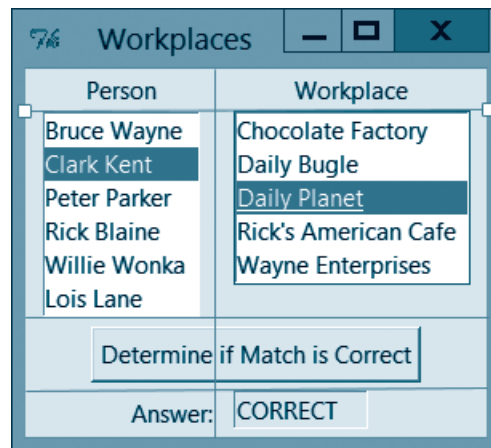 Workplaces
Person Workplace
Bruce Wayne
Clark Kent
Peter Parker
Rick Blaine
Willie Wonka
Lois Lane
Chocolate Factory
Daily Bugle
Daily Planet
Rick's American Cafe
Wayne Enterprises
Determine if Match is Correct
Answer: CORRECT